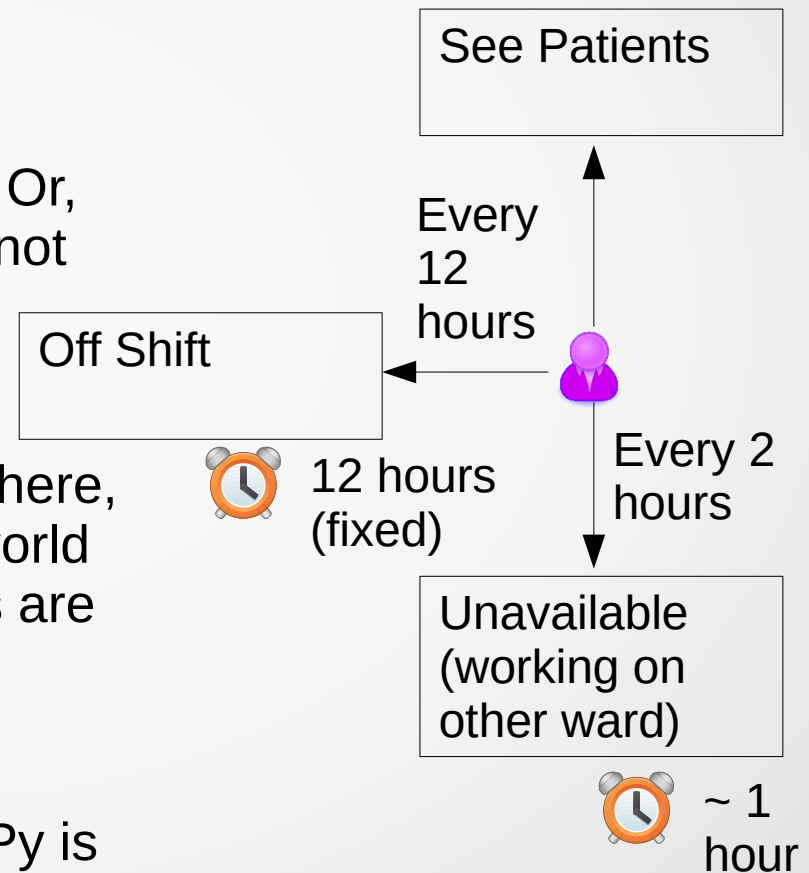 See Patients
Or,
not
Every
12
hours
Off Shift
here,
world
12 hours
(fixed)
s are
Every 2
hours
Unavailable
(working on
other ward)
Py is
~ 1
hour